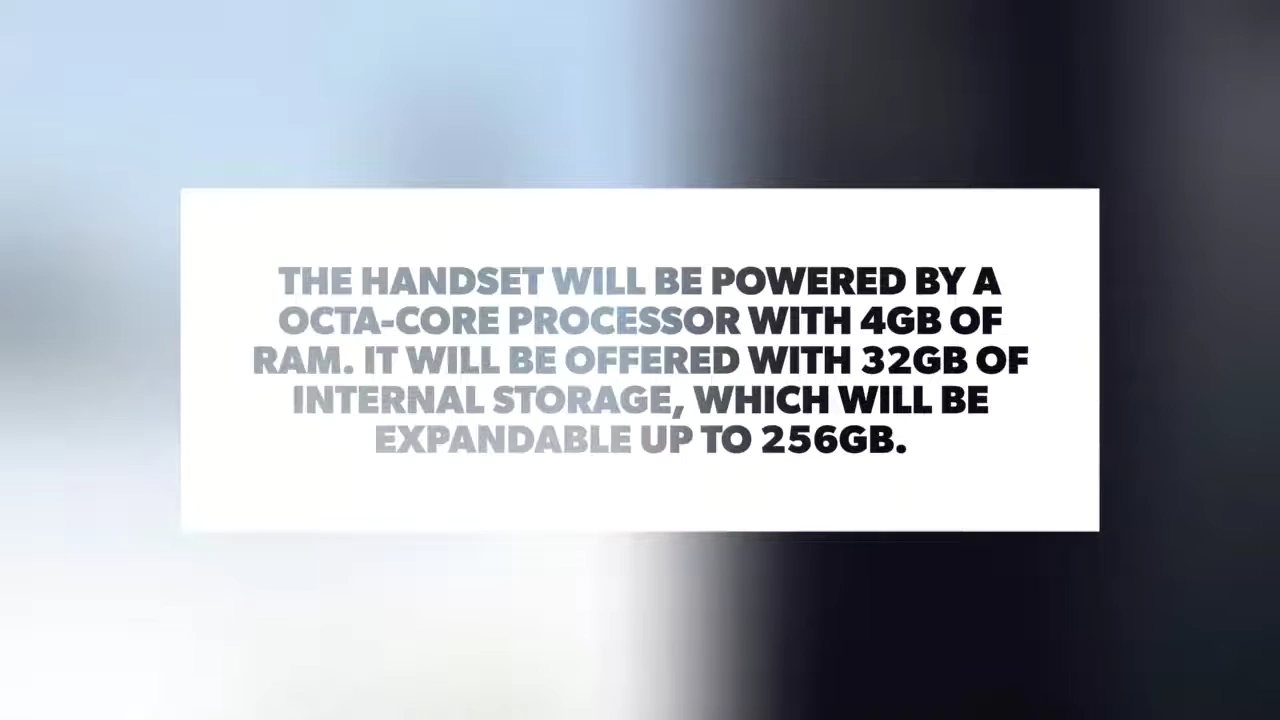 THE HANDSET WILL BE POWERED BY A
OCTA-CORE PROCESSOR WITH 4GB OF
RAM. IT WILL BE OFFERED WITH 32GB OF
INTERNAL STORAGE, WHICH WILL BE
EXPANDABLE UP TO 256GB.